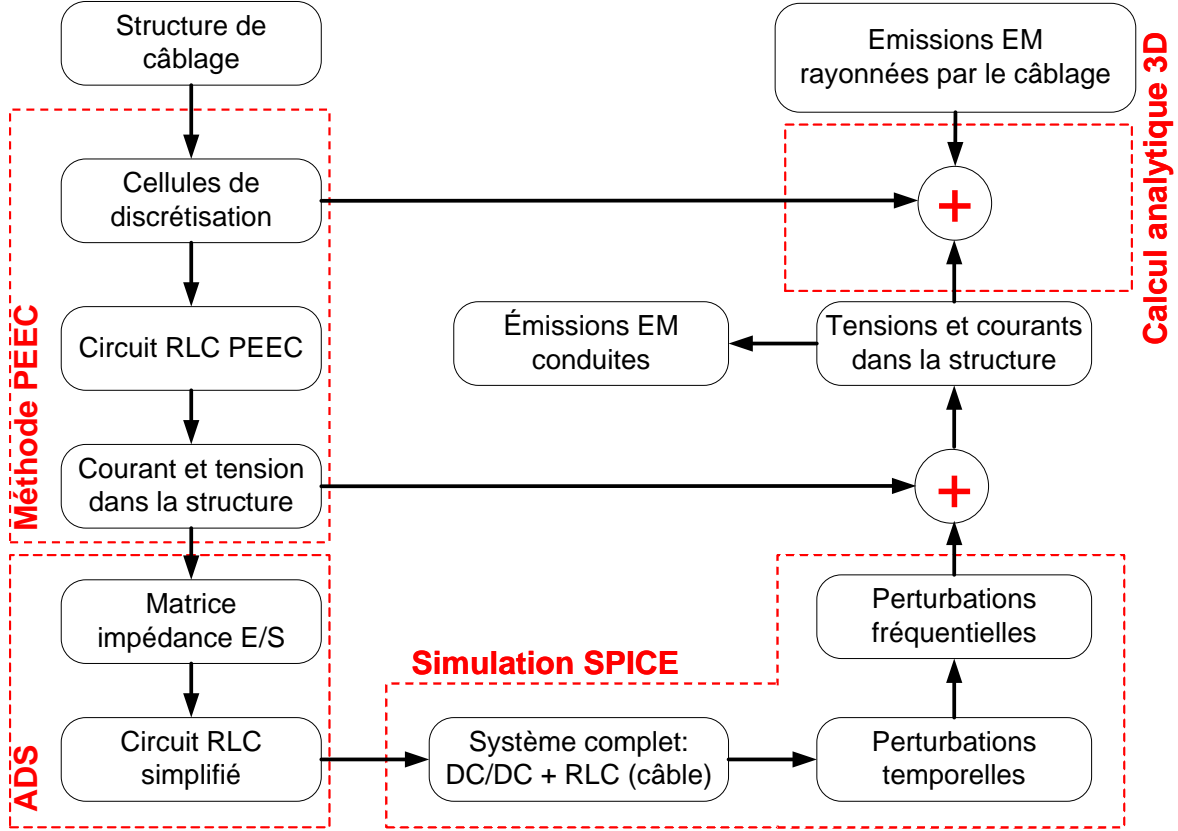 Structure de
câblage
Emissions EM
rayonnées par le câblage
Calcul analytique 3D
Méthode PEEC
Cellules de
discrétisation
+
Circuit RLC PEEC
Émissions EM
conduites
Tensions et courants
dans la structure
Courant et tension
dans la structure
+
ADS
Matrice
impédance E/S
Perturbations
fréquentielles
Simulation SPICE
Circuit RLC
simplifié
Système complet:
DC/DC + RLC (câble)
Perturbations
temporelles